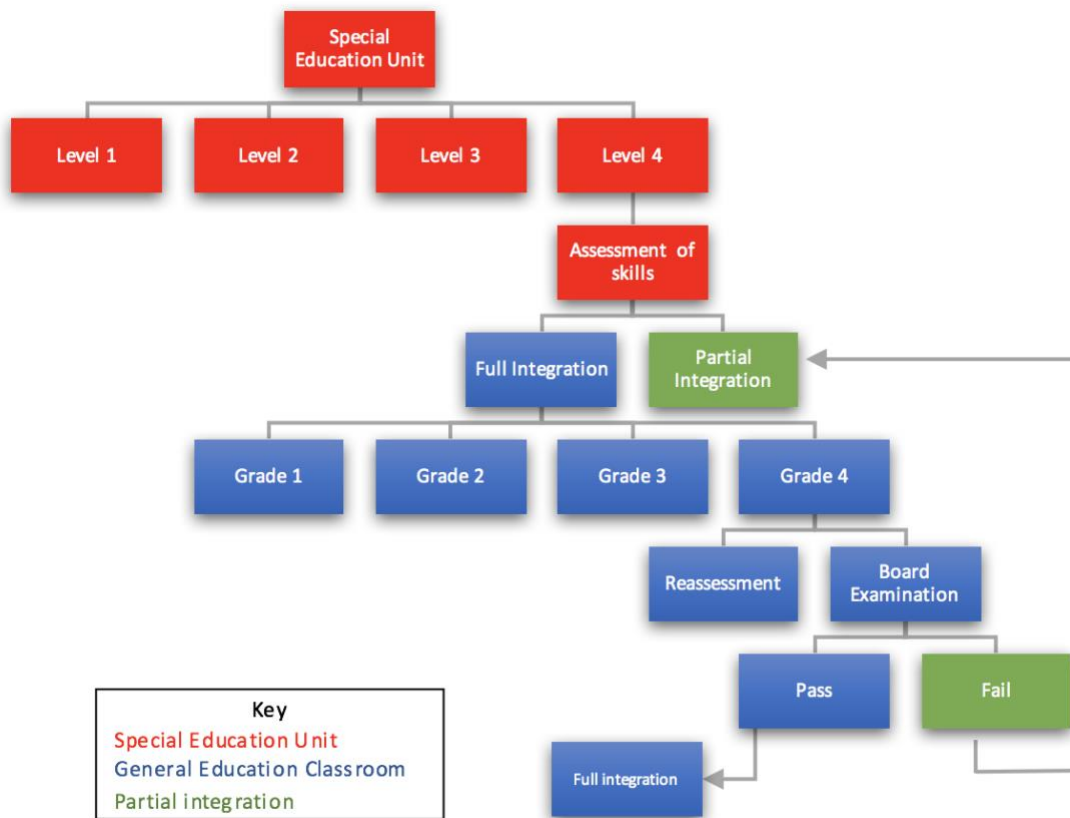 Special
Education Unit
Level 1
Level 2
Level 3
Level 4
Assessment of
skills
Full Integration
Partial
Integration
Grade 1
Grade 2
Grade 3
Grade 4
Reassessment
Board
Examination
Pass
Fail
Full integration
Key
Special Education Unit
General Education Classroom
Partial integration